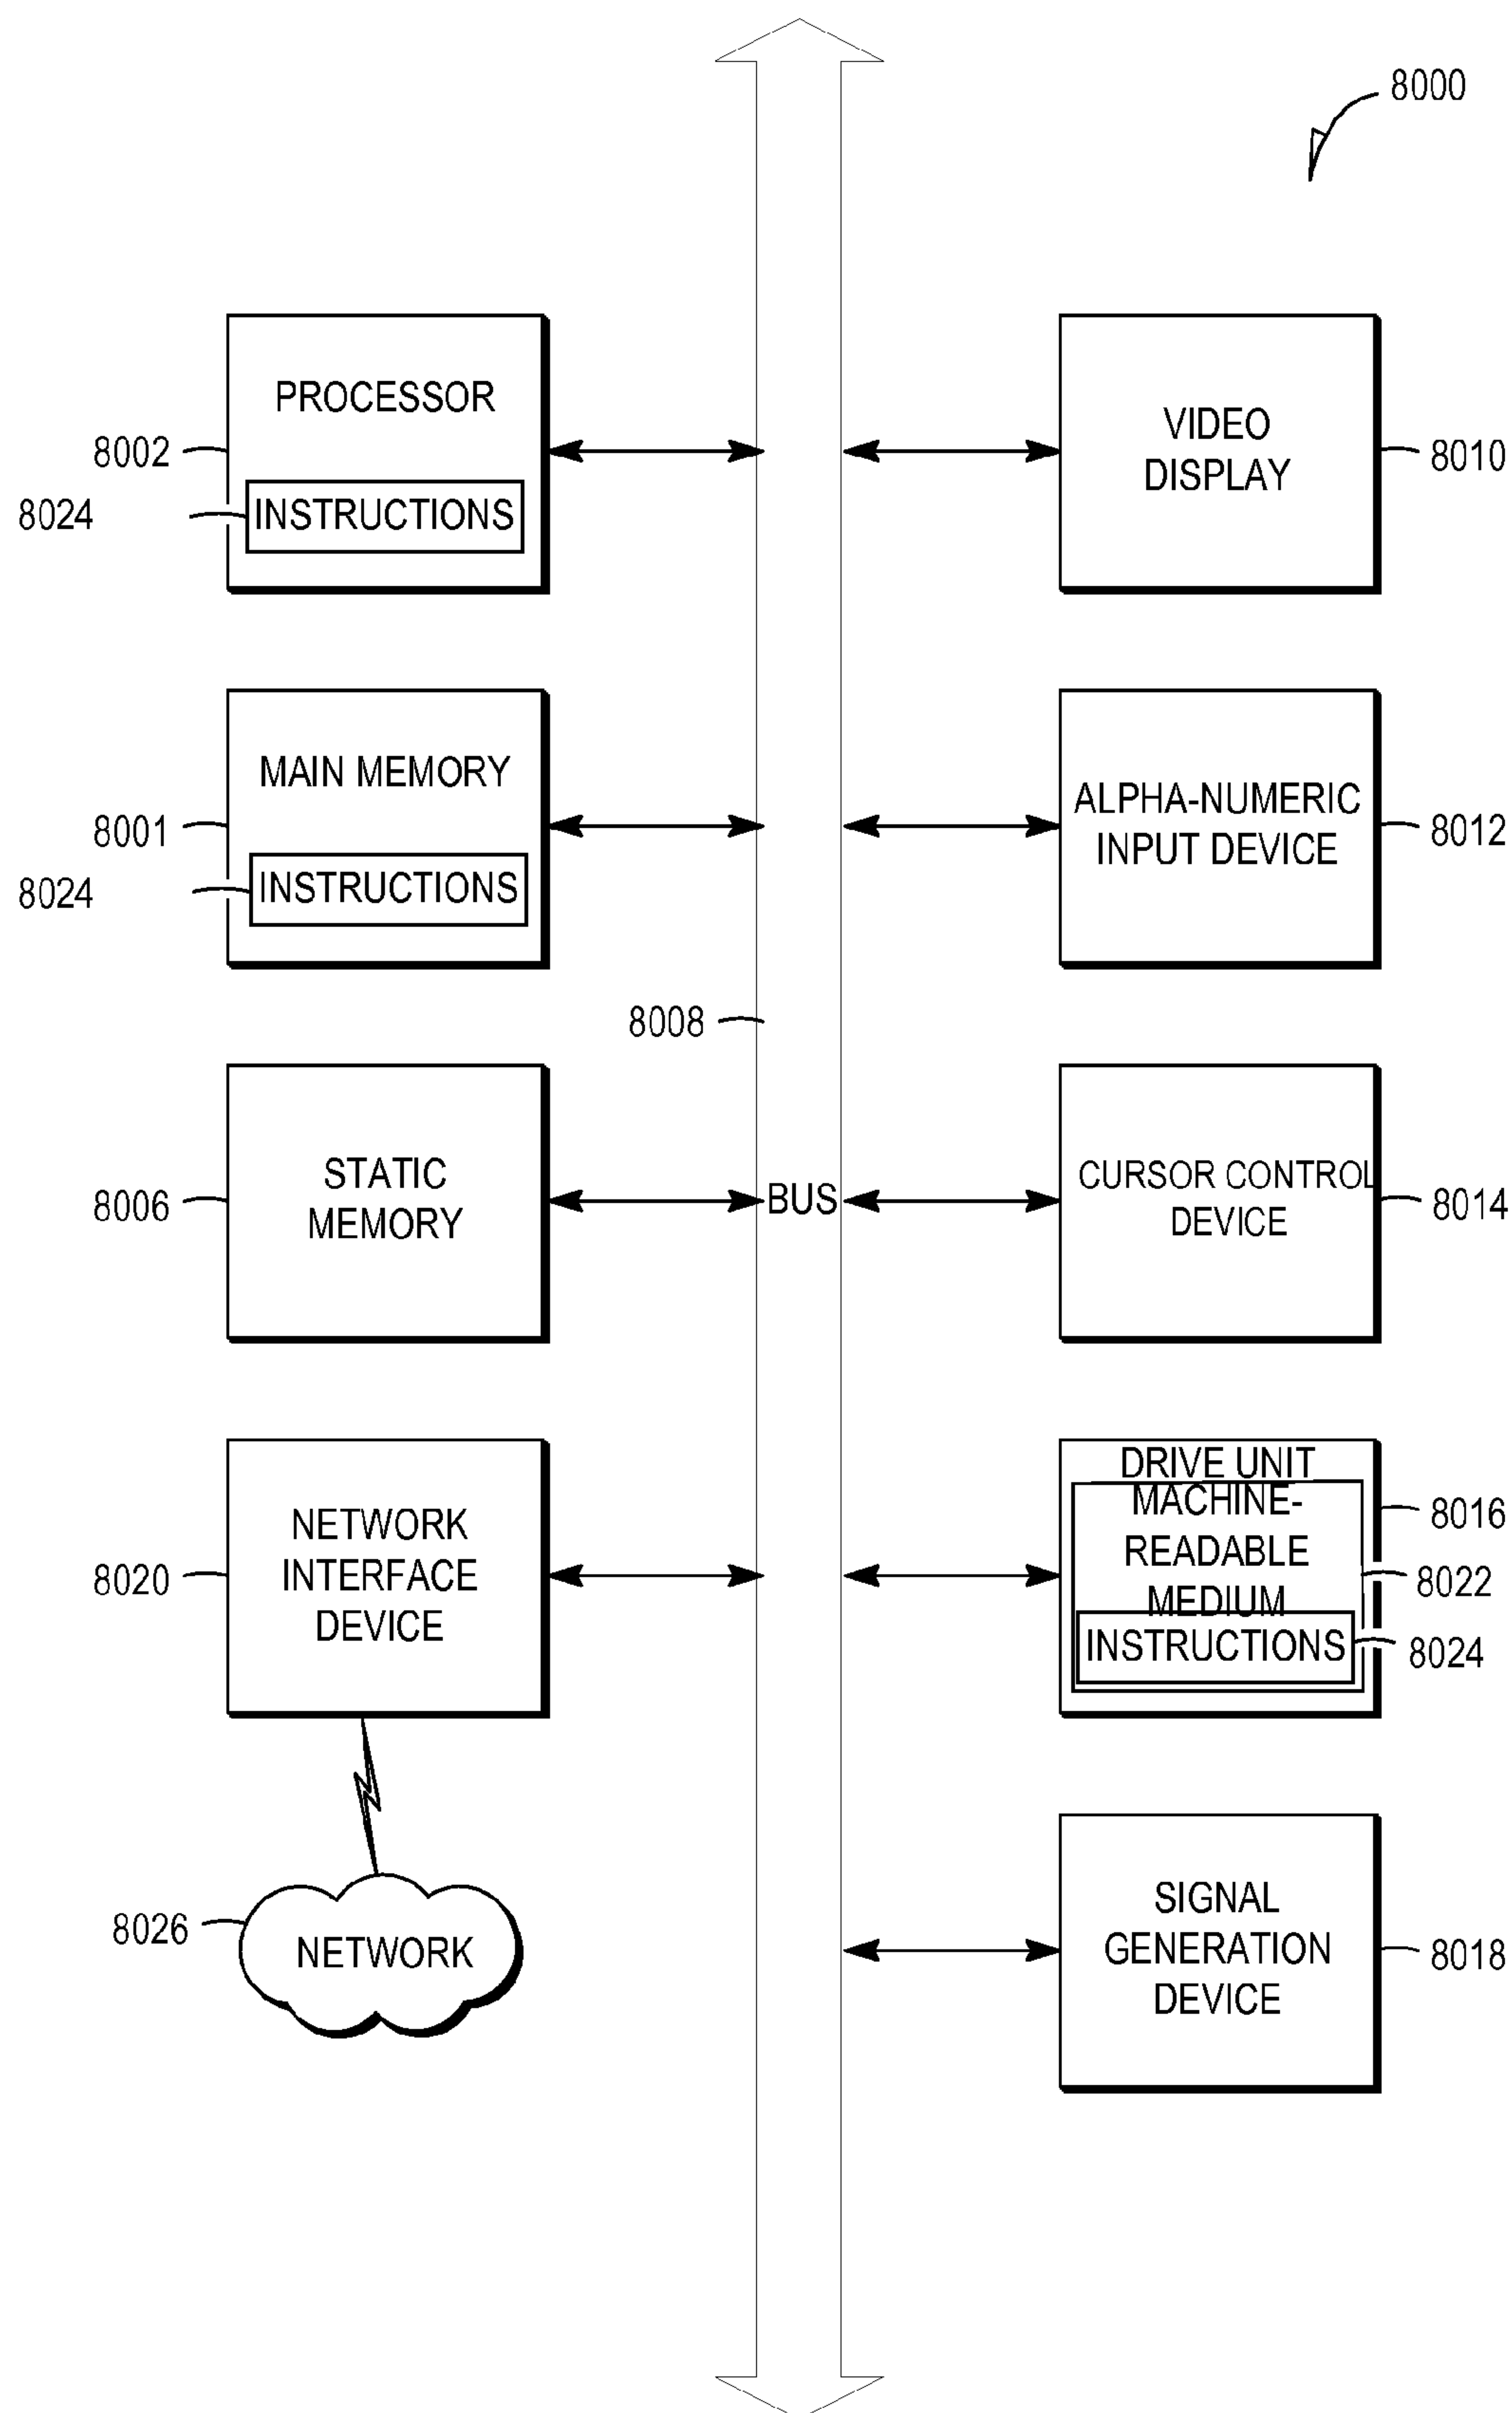 8000
PROCESSOR
8002
8024
INSTRUCTIONS
VIDEO
DISPLAY
8010
MAIN MEMORY
8001
8024
INSTRUCTIONS
ALPHA-NUMERIC
INPUT DEVICE
8012
8008
STATIC
MEMORY
8006
BUS
CURSOR CONTROL
DEVICE
8014
NETWORK
INTERFACE
DEVICE
8020
DRIVE UNIT
MACHINE-
READABLE
MEDIUM
INSTRUCTIONS
8016
8022
8024
8026
NETWORK
SIGNAL
GENERATION
DEVICE
8018